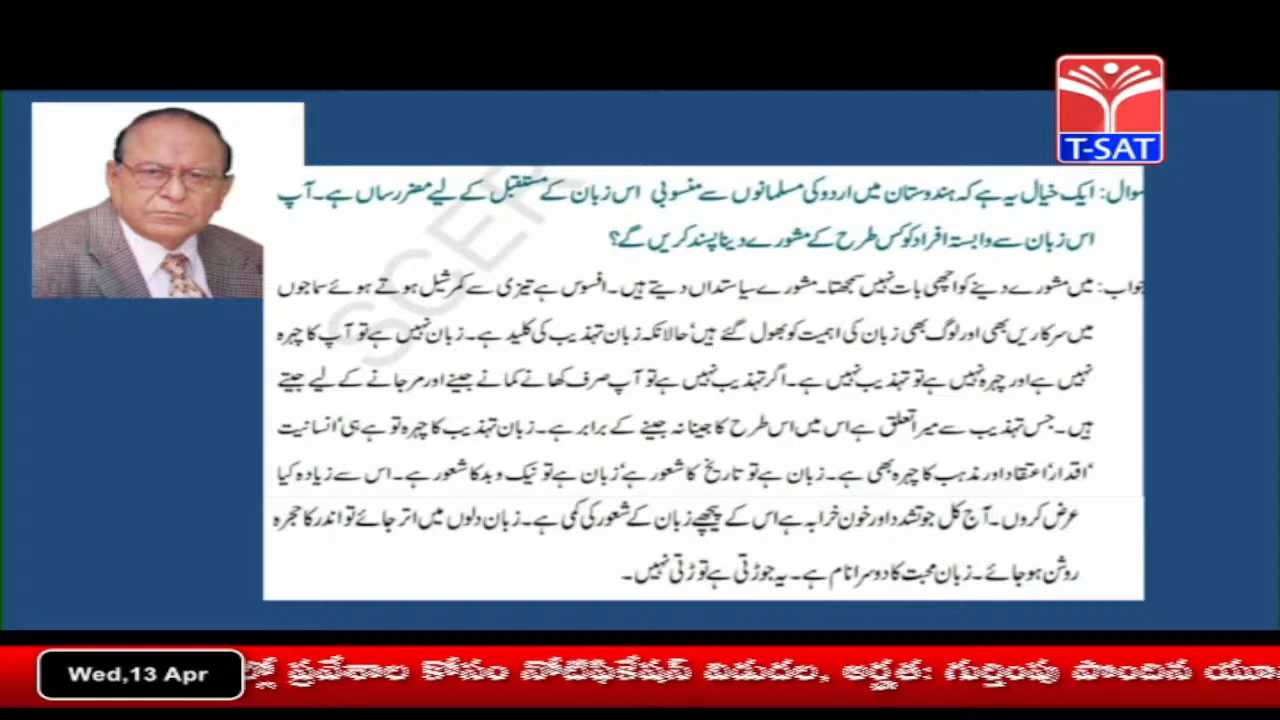 T-SAT
سوال: ایک خیال یہ ہے کہ ہندوستان میں اردو کی مسلمانوں سے منسوبی اس زبان کے مستقبل کے لیے مضر رساں ہے۔ آپ
اس زبان سے وابستہ افراد کو کس طرح کے مشورے دینا پسند کریں گے؟
جواب: میں مشورے دینے کو اچھی بات نہیں سمجھتا۔ مشورے سیاستداں دیتے ہیں۔ افسوس ہے تیزی سے کمرشیل ہوتے ہوئے سماجوں
میں سرکاریں بھی اور لوگ بھی زبان کی اہمیت کو بھول گئے ہیں' حالانکہ زبان تہذیب کی کلید ہے۔ زبان نہیں ہے تو آپ کا چہرہ
نہیں ہے اور چہرہ نہیں ہے تو تہذیب نہیں ہے۔ اگر تہذیب نہیں ہے تو آپ صرف کھانے کمانے جینے اور مرجانے کے لیے جیتے
ہیں۔ جس تہذیب سے میرا تعلق ہے اس میں اس طرح کا جینا نہ جینے کے برابر ہے۔ زبان تہذیب کا چہرہ تو ہے ہی' انسانیت
'اقدار' اعتقاد اور مذہب کا چہرہ بھی ہے۔ زبان ہے تو تاریخ کا شعور ہے' زبان ہے تو نیک و بد کا شعور ہے۔ اس سے زیادہ کیا
عرض کروں۔ آج کل جو تشدد اور خون خرابہ ہے اس کے پیچھے زبان کے شعور کی کمی ہے۔ زبان دلوں میں اتر جائے تو اندر کا حجرہ
روشن ہو جائے۔ زبان محبت کا دوسرا نام ہے۔ یہ جوڑتی ہے توڑتی نہیں۔
SCER
Wed,13 Apr
ప్రవేశాల కోసం నోటిఫికేషన్ విడుదల, అర్హత: గుర్తింపు పొందిన యూ